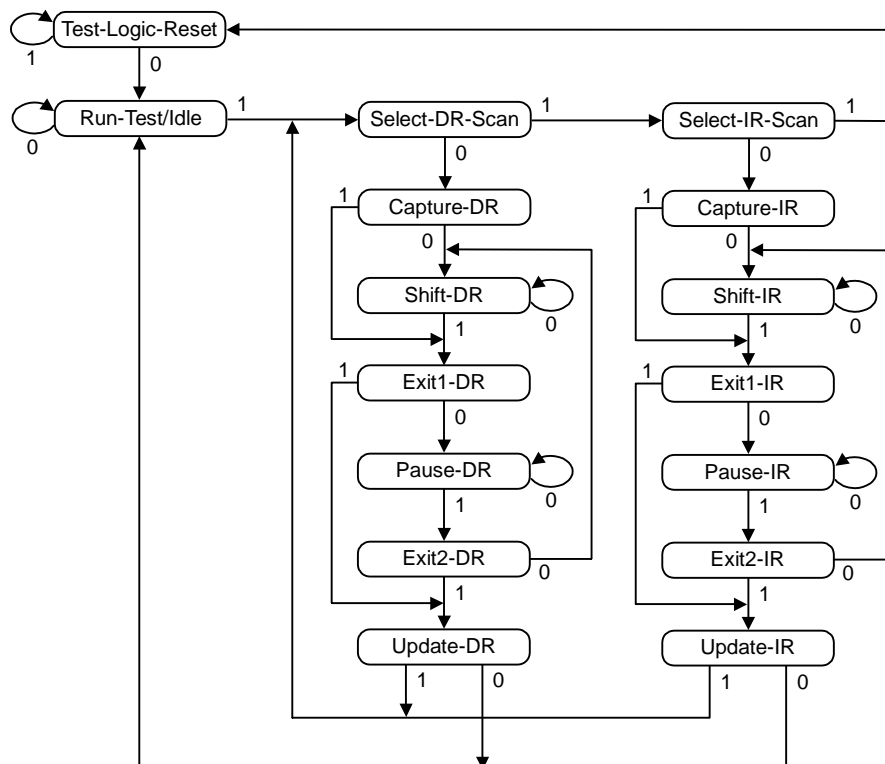 Test-Logic-Reset
1
0
Run-Test/Idle
1
0
Select-DR-Scan
1
0
Select-IR-Scan
1
0
1
Capture-DR
0
1
Capture-IR
0
Shift-DR
0
1
Shift-IR
0
1
1
Exit1-DR
0
1
Exit1-IR
0
Pause-DR
0
1
Pause-IR
0
1
Exit2-DR
0
1
Exit2-IR
0
1
Update-DR
1
0
Update-IR
1
0